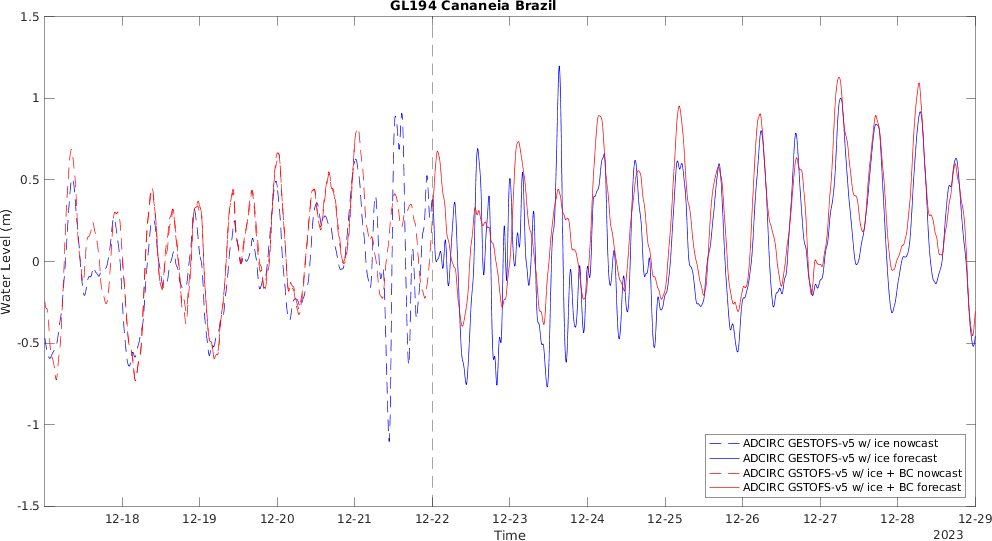 GL194 Cananeia Brazil
1.5
1
0.5
0
-0.5
-1
-1.5
Water Level (m)
12-18
12-19
12-20
12-21
12-22
12-23
12-24
12-25
12-26
12-27
12-28
12-29
Time
2023
ADCIRC GESTOFS-v5 w/ ice nowcast
ADCIRC GESTOFS-v5 w/ ice forecast
ADCIRC GSTOFS-v5 w/ ice + BC nowcast
ADCIRC GSTOFS-v5 w/ ice + BC forecast